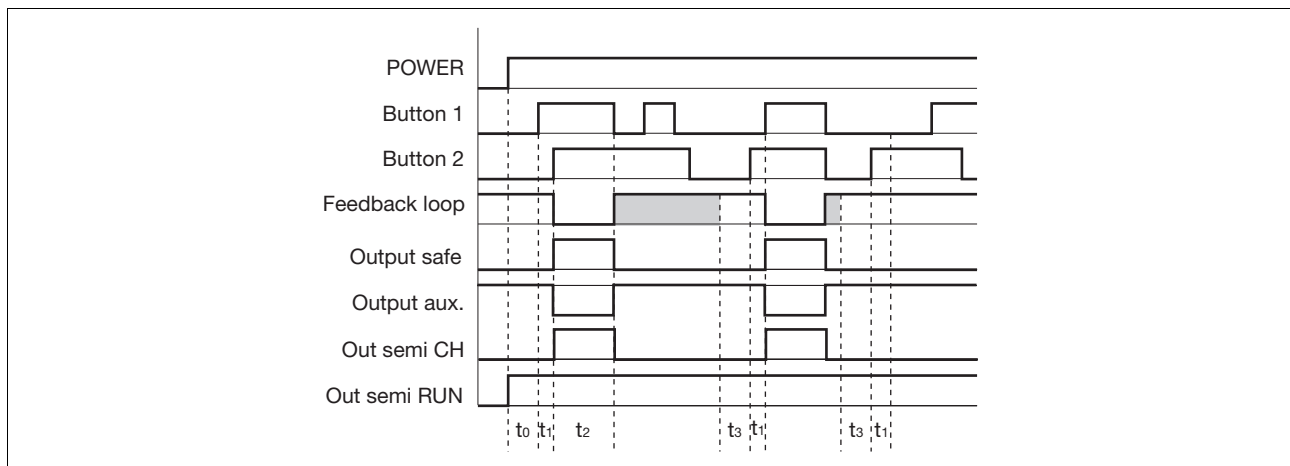 POWER
Button 1
Button 2
Feedback loop
Output safe
Output aux.
Out semi CH
Out semi RUN
t0 t1 t2 t3 t1 t3 t1